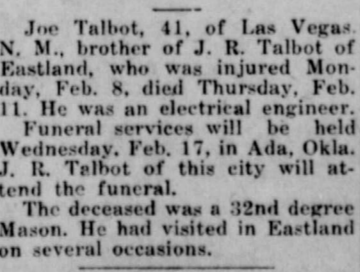 Joe Talbot, 41, of Las Vegas.
N. M., brother of J. R. Talbot of
Eastland, who was injured Mon-
day, Feb. 8, died Thursday, Feb.
11. He was an electrical engineer.
Funeral services will be held
Wednesday, Feb. 17, in Ada, Okla.
J. R. Talbot of this city will at-
tend the funeral.
The deceased was a 32nd degree
Mason. He had visited in Eastland
on several occasions.